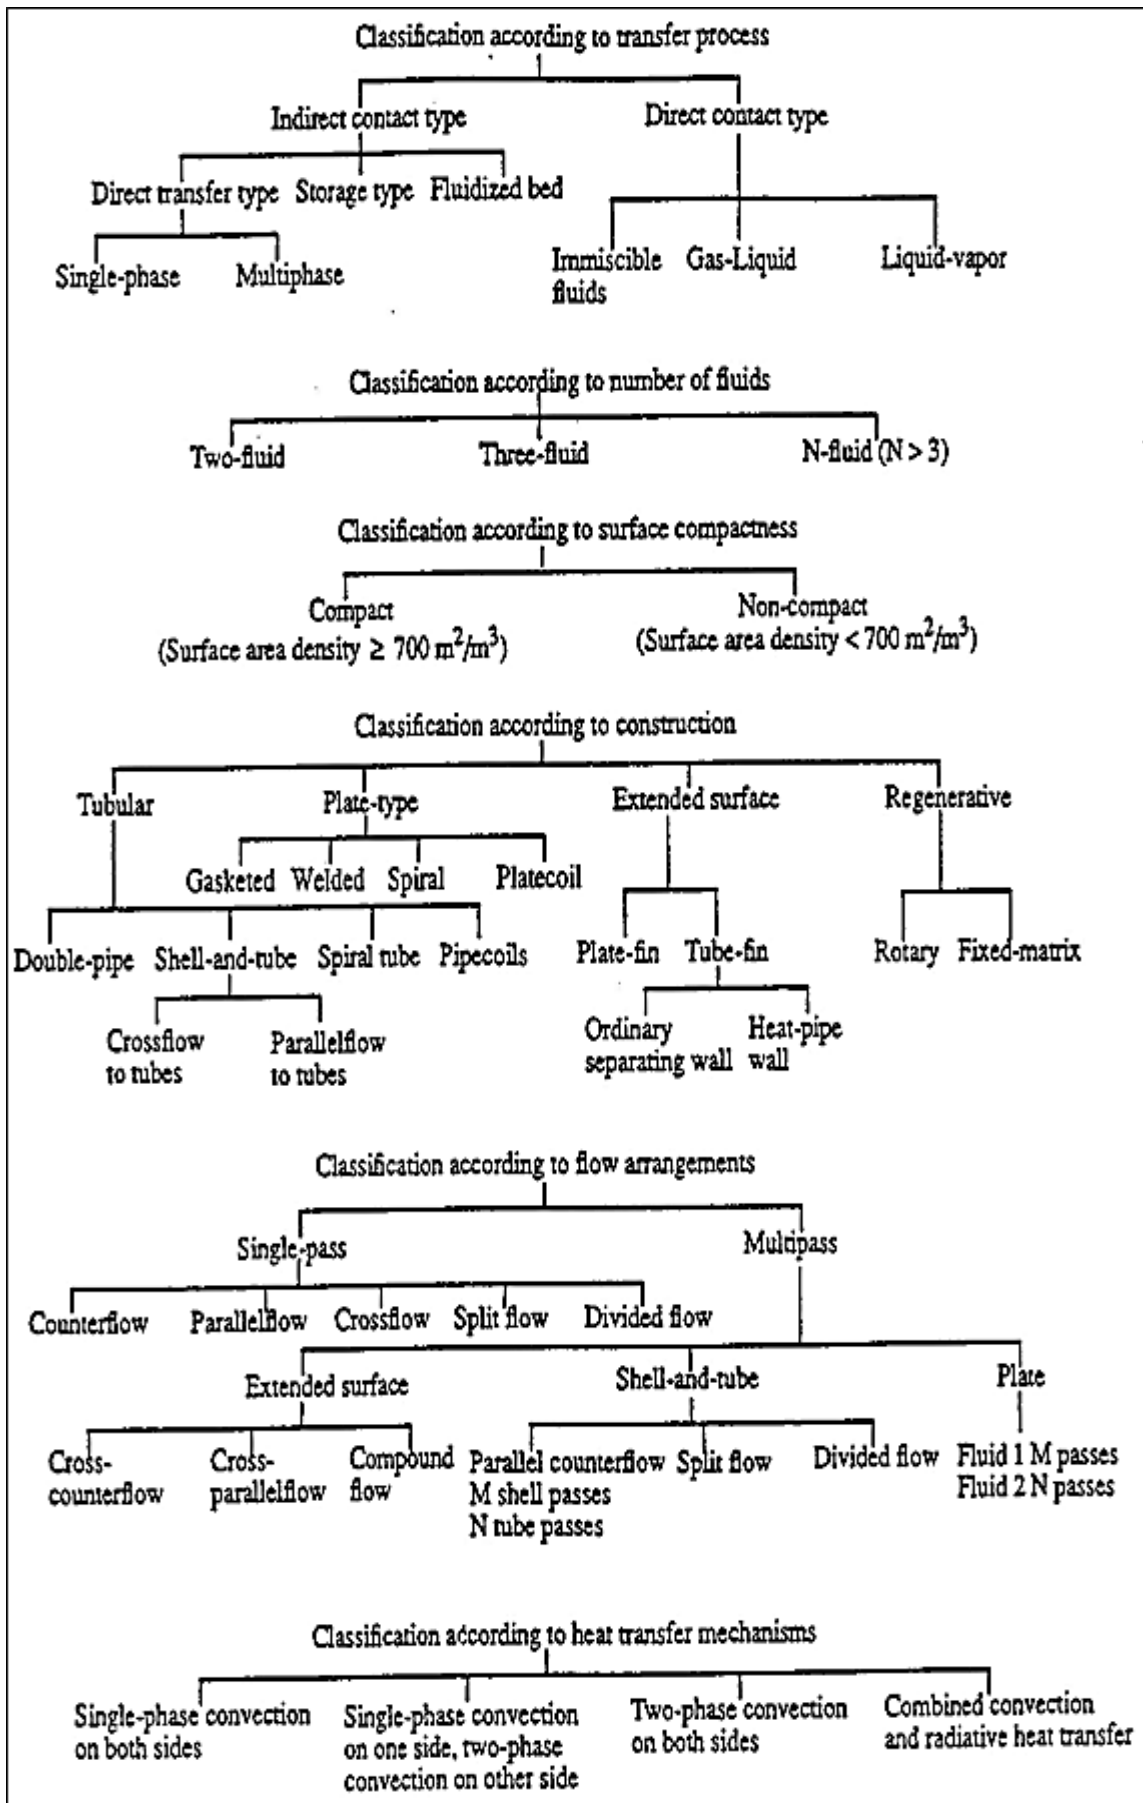 Classification according to transfer process
Indirect contact type Direct contact type
Direct transfer type Storage type Fluidized bed
Single-phase Multiphase
Immiscible Gas-Liquid Liquid-vapor
fluids
Classification according to number of fluids
Two-fluid Three-fluid N-fluid (N > 3)
Classification according to surface compactness
Compact Non-compact
(Surface area density ≥ 700 m²/m³) (Surface area density < 700 m²/m³)
Classification according to construction
Tubular Plate-type Extended surface Regenerative
Gasketed Welded Spiral Platecoil
Double-pipe Shell-and-tube Spiral tube Pipecoils Plate-fin Tube-fin Rotary Fixed-matrix
Crossflow Parallelflow Ordinary Heat-pipe
to tubes to tubes separating wall wall
Classification according to flow arrangements
Single-pass Multipass
Counterflow Parallelflow Crossflow Split flow Divided flow
Extended surface Shell-and-tube Plate
Cross- Cross- Compound Parallel counterflow Split flow Divided flow Fluid 1 M passes
counterflow parallelflow flow M shell passes Fluid 2 N passes
N tube passes
Classification according to heat transfer mechanisms
Single-phase convection Single-phase convection Two-phase convection Combined convection
on both sides on one side, two-phase on both sides and radiative heat transfer
convection on other side